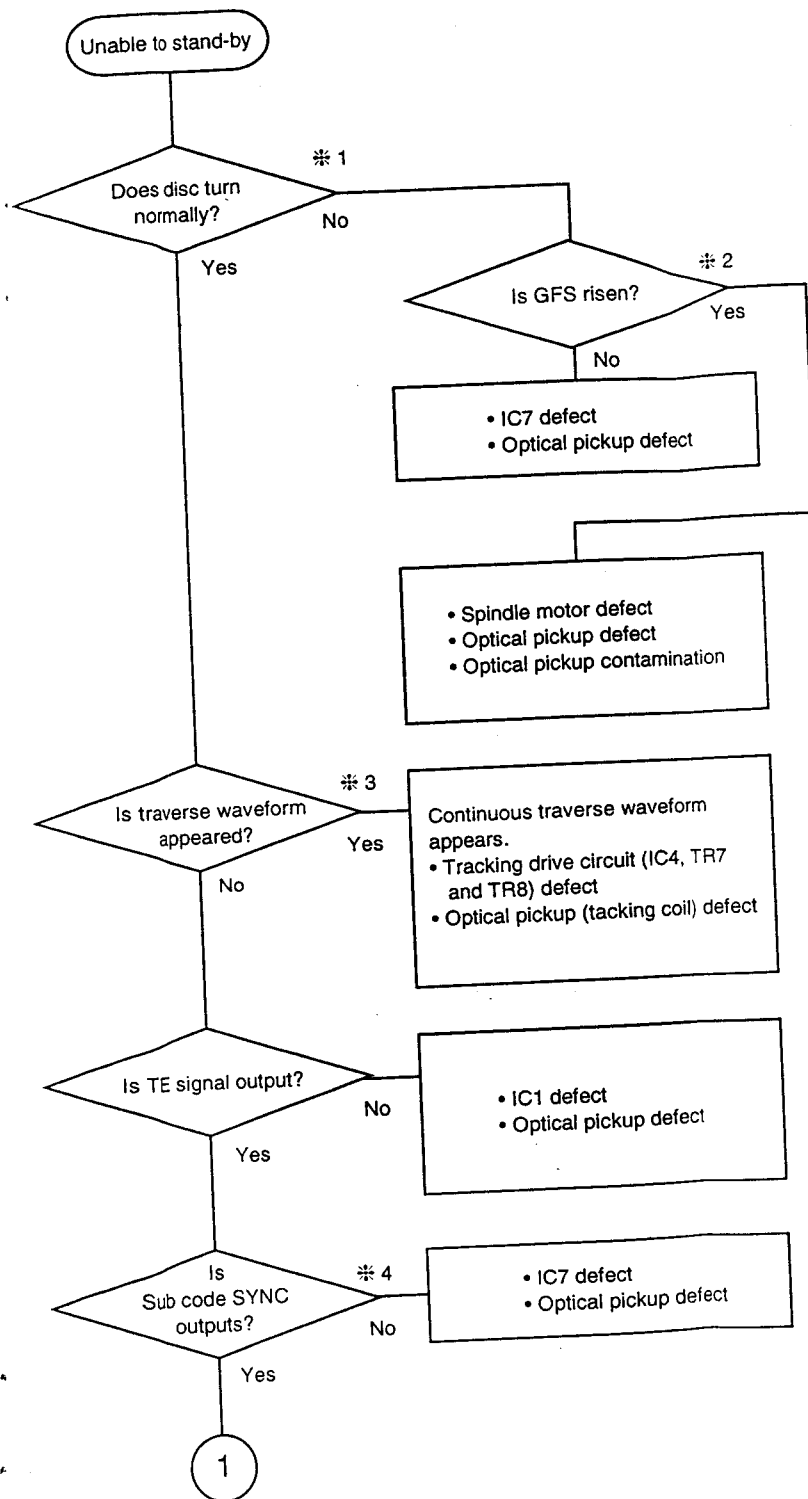 Unable to stand-by
※ 1
Does disc turn
normally?
No
Yes
※ 2
Is GFS risen?
Yes
No
• IC7 defect
• Optical pickup defect
• Spindle motor defect
• Optical pickup defect
• Optical pickup contamination
※ 3
Is traverse waveform
appeared?
Yes
No
Continuous traverse waveform
appears.
• Tracking drive circuit (IC4, TR7
and TR8) defect
• Optical pickup (tacking coil) defect
Is TE signal output?
No
Yes
• IC1 defect
• Optical pickup defect
Is
Sub code SYNC
outputs?
※ 4
No
Yes
• IC7 defect
• Optical pickup defect
1